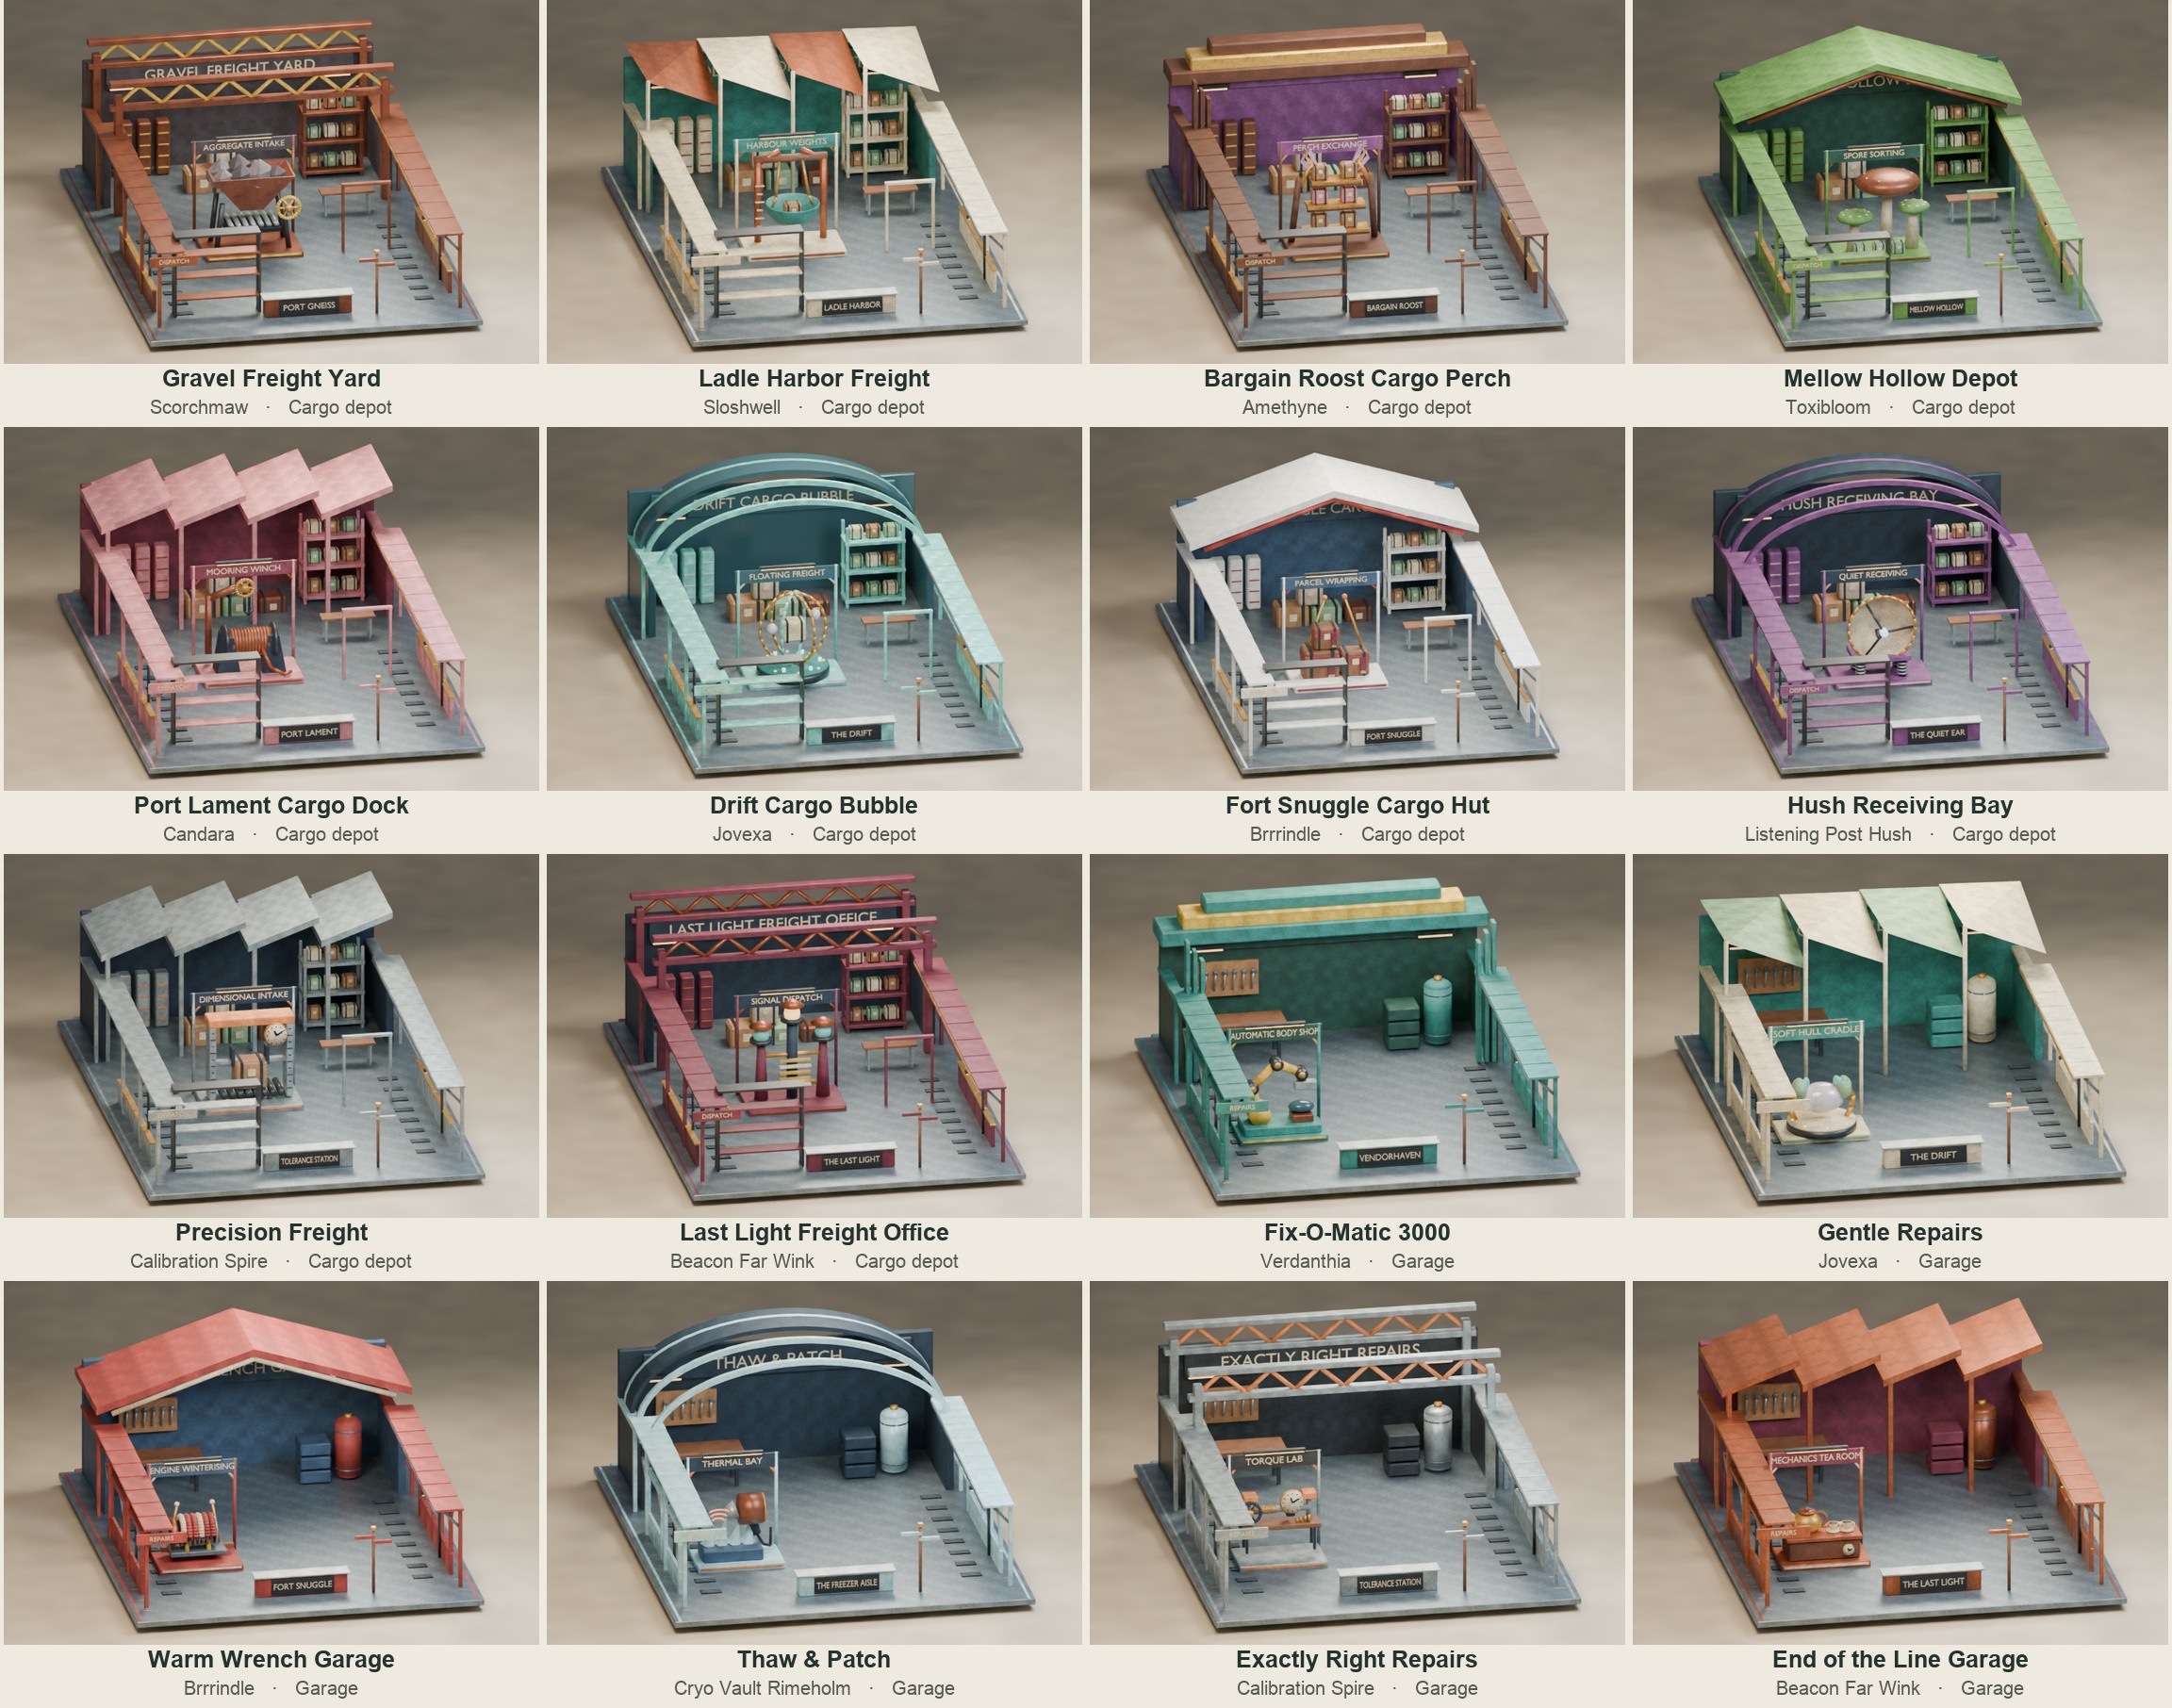 GRAVEL FREIGHT YARD
AGGREGATE INTAKE
DISPATCH
PORT GNEISS
Gravel Freight Yard
Scorchmaw · Cargo depot
HARBOUR WEIGHTS
LADLE HARBOR
Ladle Harbor Freight
Sloshwell · Cargo depot
PERCH EXCHANGE
DISPATCH
BARGAIN ROOST
Bargain Roost Cargo Perch
Amethyne · Cargo depot
SPORE SORTING
DISPATCH
MELLOW HOLLOW
Mellow Hollow Depot
Toxibloom · Cargo depot
MOORING WINCH
DISPATCH
PORT LAMENT
Port Lament Cargo Dock
Candara · Cargo depot
DRIFT CARGO BUBBLE
FLOATING FREIGHT
THE DRIFT
Drift Cargo Bubble
Jovexa · Cargo depot
PARCEL WRAPPING
FORT SNUGGLE
Fort Snuggle Cargo Hut
Brrrindle · Cargo depot
HUSH RECEIVING BAY
QUIET RECEIVING
DISPATCH
THE QUIET EAR
Hush Receiving Bay
Listening Post Hush · Cargo depot
DIMENSIONAL INTAKE
TOLERANCE STATION
Precision Freight
Calibration Spire · Cargo depot
LAST LIGHT FREIGHT OFFICE
SIGNAL DISPATCH
DISPATCH
THE LAST LIGHT
Last Light Freight Office
Beacon Far Wink · Cargo depot
AUTOMATIC BODY SHOP
REPAIRS
VENDORHAVEN
Fix-O-Matic 3000
Verdanthia · Garage
SOFT HULL CRADLE
THE DRIFT
Gentle Repairs
Jovexa · Garage
ENGINE WINTERISING
REPAIRS
FORT SNUGGLE
Warm Wrench Garage
Brrrindle · Garage
THAW & PATCH
THERMAL BAY
THE FREEZER AISLE
Thaw & Patch
Cryo Vault Rimeholm · Garage
EXACTLY RIGHT REPAIRS
TORQUE LAB
REPAIRS
TOLERANCE STATION
Exactly Right Repairs
Calibration Spire · Garage
MECHANICS TEA ROOM
REPAIRS
THE LAST LIGHT
End of the Line Garage
Beacon Far Wink · Garage